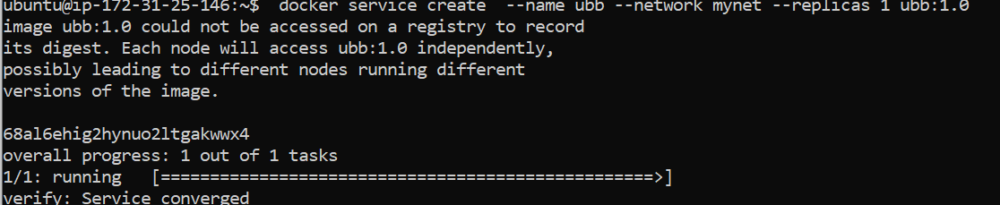 ubuntu@ip-172-31-25-146:~$  docker service create  --name ubb --network mynet --replicas 1 ubb:1.0
image ubb:1.0 could not be accessed on a registry to record
its digest. Each node will access ubb:1.0 independently,
possibly leading to different nodes running different
versions of the image.

68al6ehig2hynuo2ltgakwwx4
overall progress: 1 out of 1 tasks
1/1: running   [==================================================>]
verify: Service converged